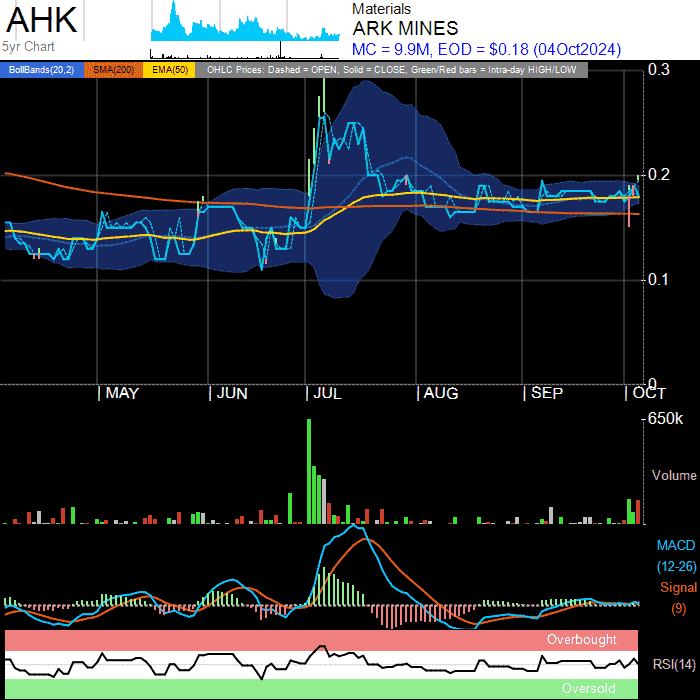 AHK
5yr Chart
Materials
ARK MINES
MC = 9.9M, EOD = $0.18 (04Oct2024)
BollBands(20,2) SMA(200) EMA(50) OHLC Prices: Dashed = OPEN, Solid = CLOSE, Green/Red bars = Intra-day HIGH/LOW
0.3
0.2
0.1
0
MAY JUN JUL AUG SEP OCT
650k
Volume
MACD
(12-26)
Signal
(9)
Overbought
RSI(14)
Oversold